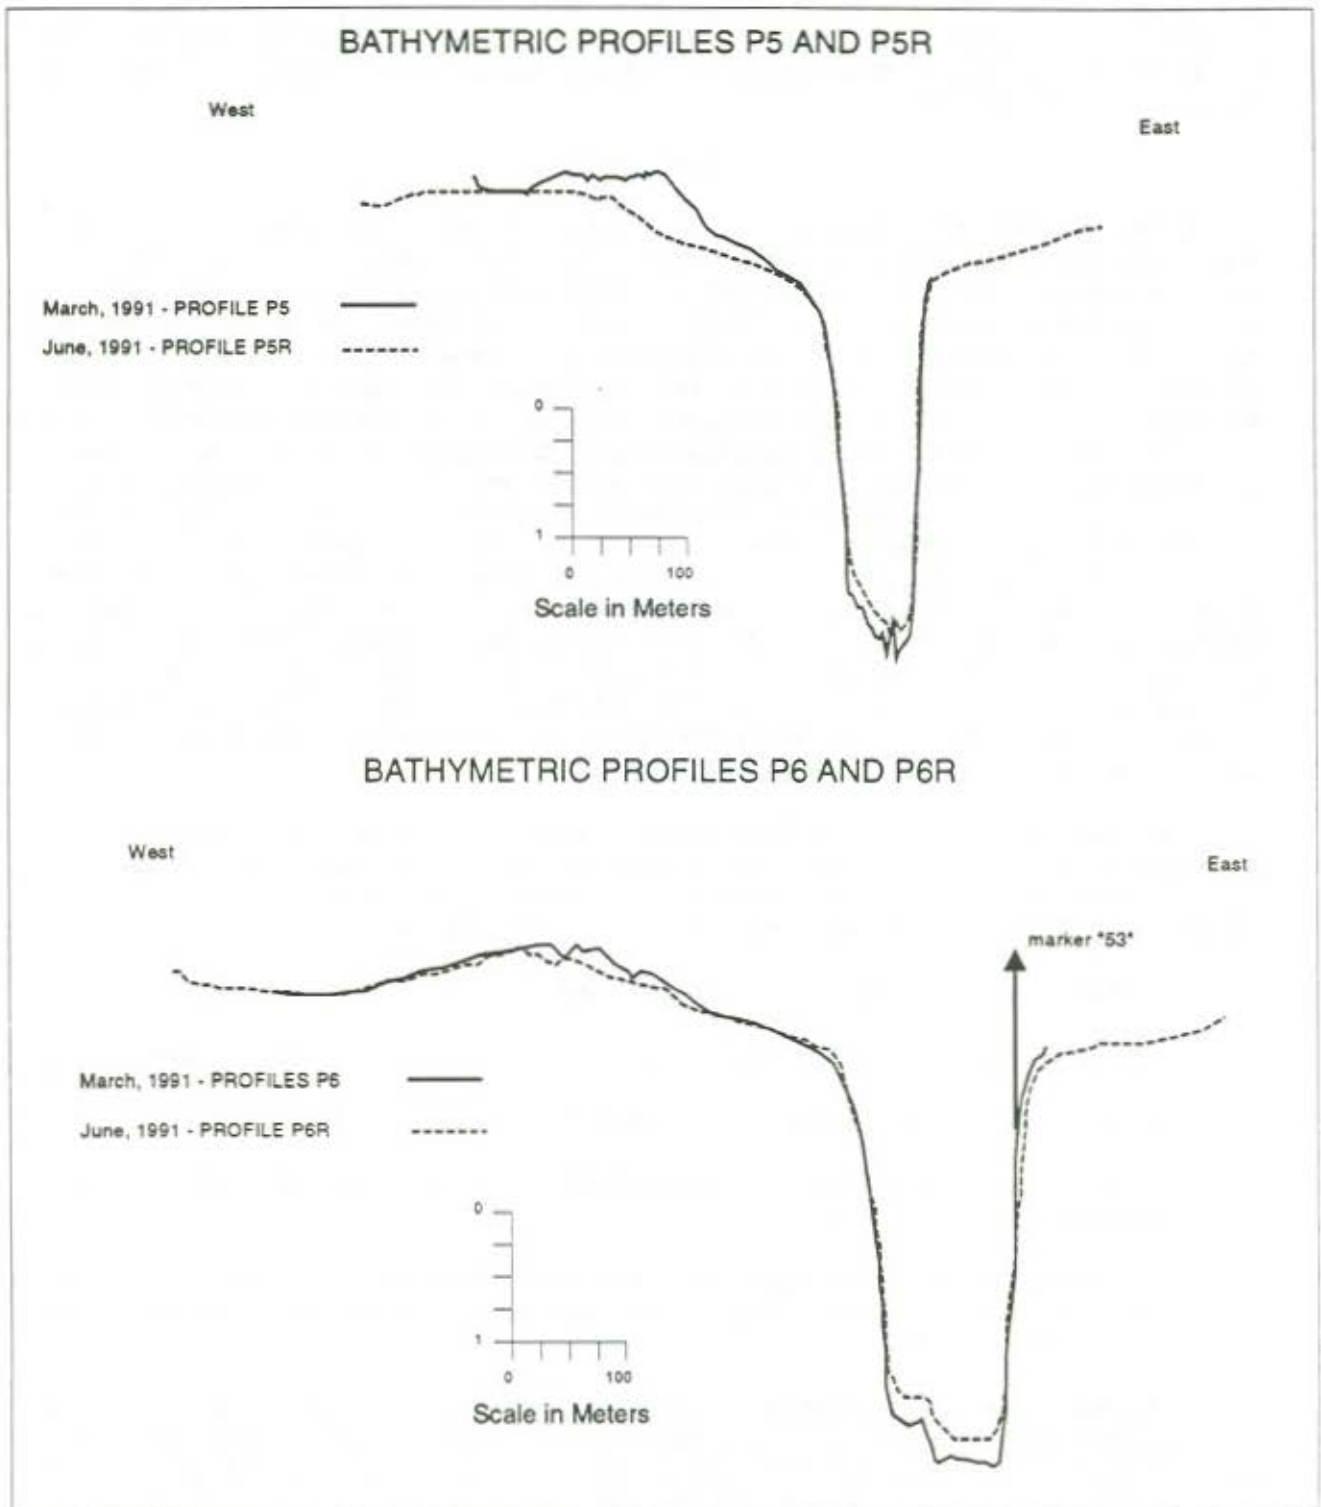 BATHYMETRIC PROFILES P5 AND P5R
West
East
March, 1991 - PROFILE P5
June, 1991 - PROFILE P5R
0
1
0 100
Scale in Meters
BATHYMETRIC PROFILES P6 AND P6R
West
East
marker "53"
March, 1991 - PROFILES P6
June, 1991 - PROFILE P6R
0
1
0 100
Scale in Meters